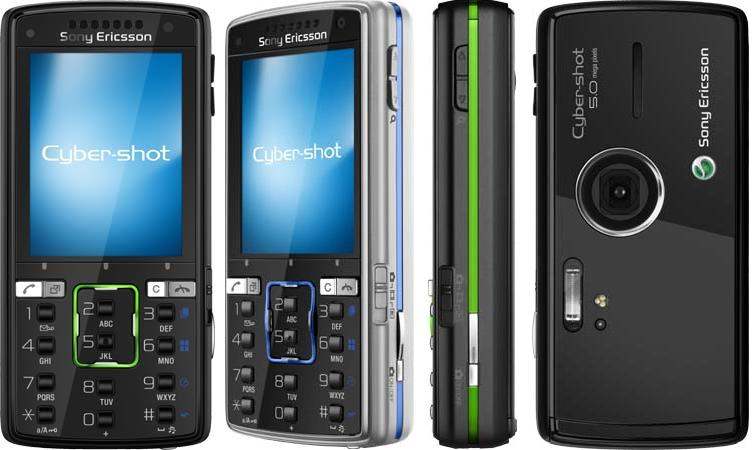 Sony Ericsson
Cyber-shot
C
1
2
ABC
3
DEF
4
GHI
5
JKL
6
MNO
7
PQRS
8
TUV
9
WXYZ
*
a/A
0
+
#
Sony Ericsson
Cyber-shot
C
1
2
ABC
3
DEF
4
GHI
5
JKL
6
MNO
7
PQRS
8
TUV
9
WXYZ
*
a/A
0
+
#
Cyber-shot
5.0 mega pixels
Sony Ericsson